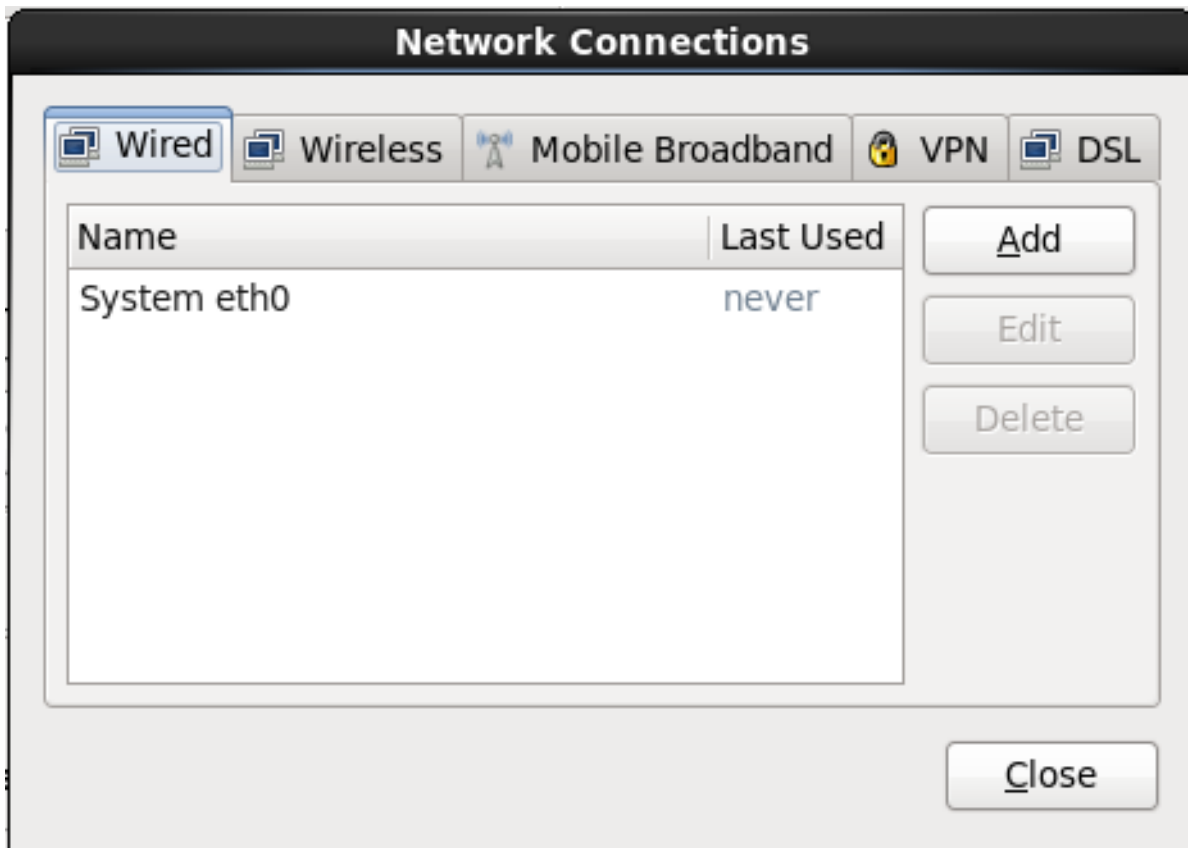 Network Connections
Wired Wireless Mobile Broadband VPN DSL
Name Last Used
System eth0 never
Add
Edit
Delete
Close